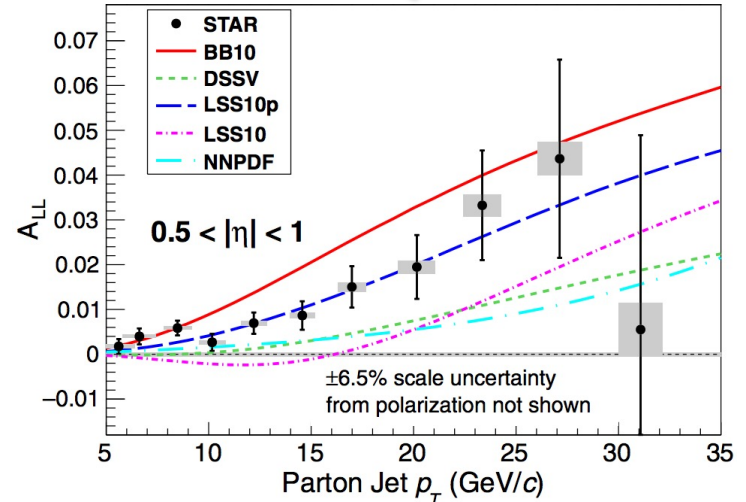 0.07
0.06
0.05
0.04
0.03
0.02
0.01
0
−0.01
A_LL
STAR
BB10
DSSV
LSS10p
LSS10
NNPDF
0.5 < |η| < 1
±6.5% scale uncertainty
from polarization not shown
5 10 15 20 25 30 35
Parton Jet p_T (GeV/c)